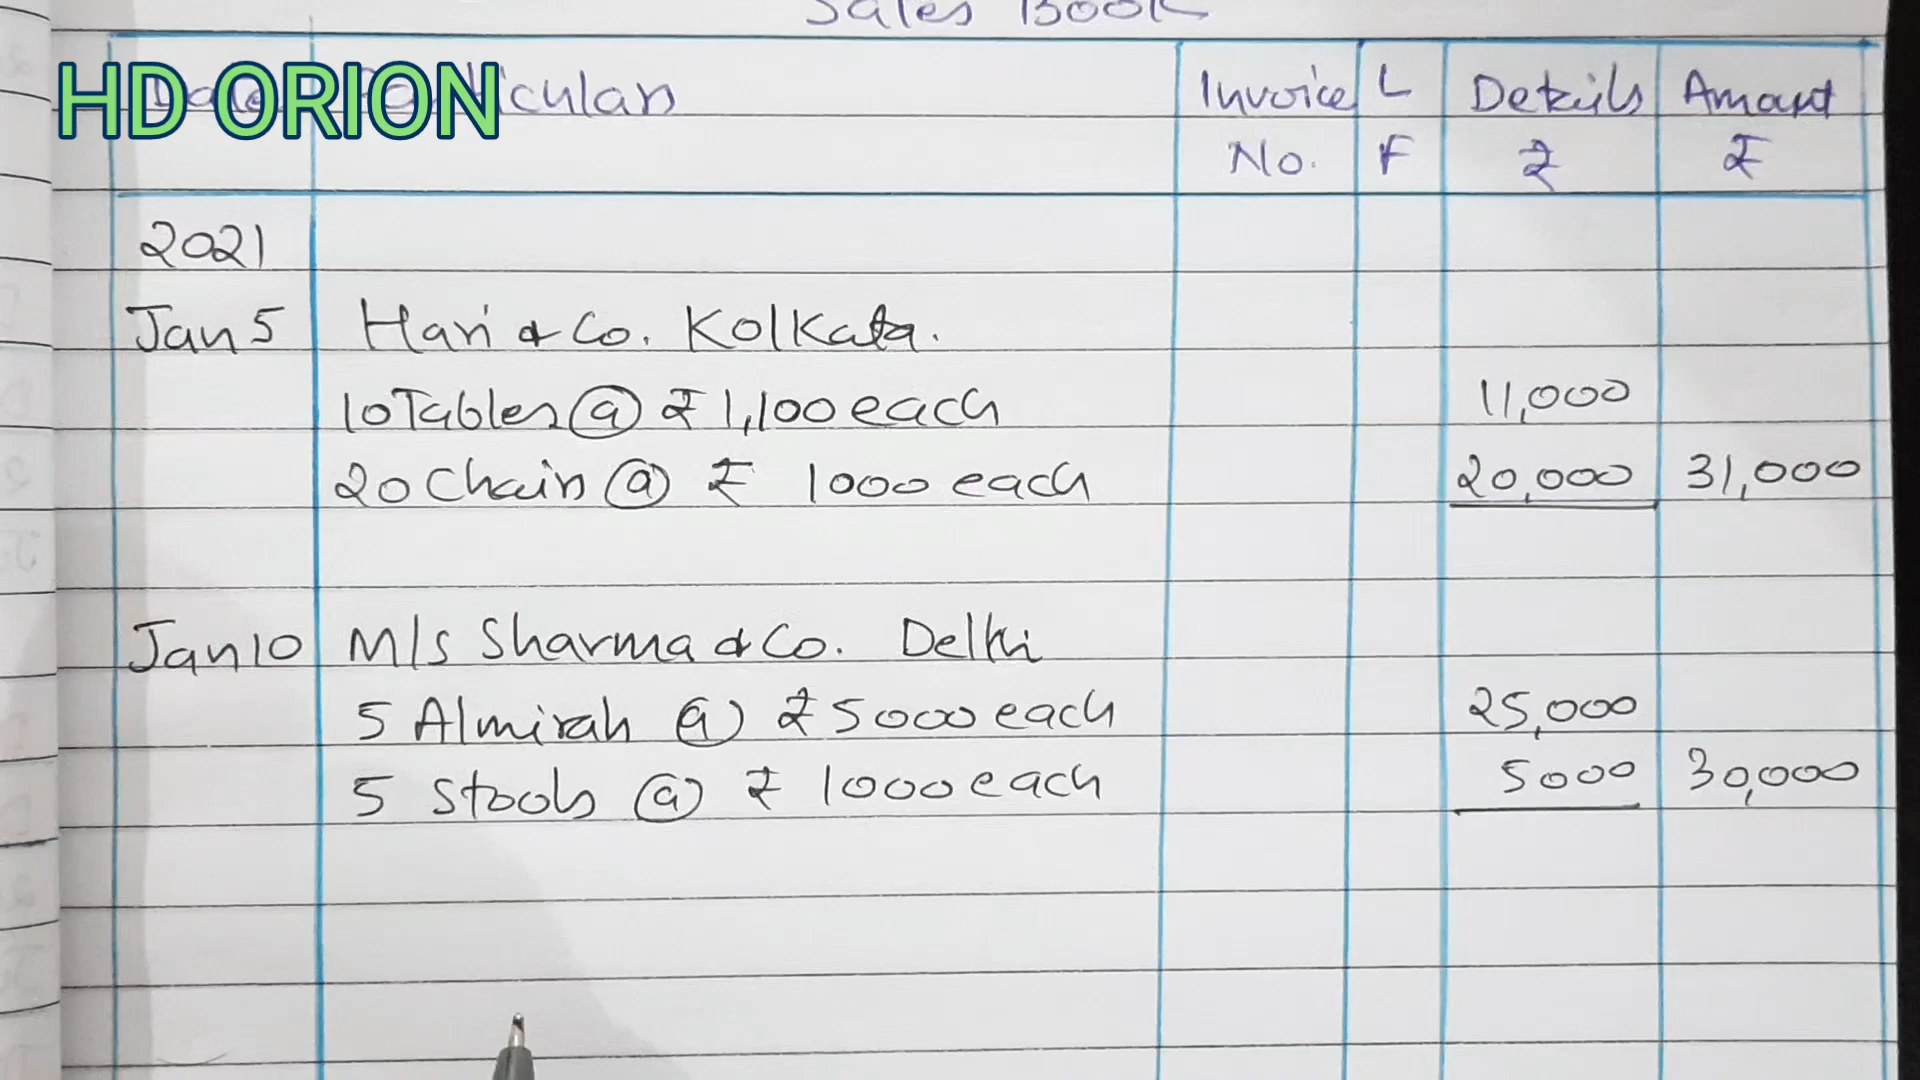 Sales Book
HD ORION
Date Particulars Invoice L Details Amount
No. F ₹ ₹
2021
Jan 5 Hari & Co. Kolkata.
10 Tables @ ₹ 1,100 each 11,000
20 Chairs @ ₹ 1000 each 20,000 31,000
Jan 10 M/s Sharma & Co. Delhi
5 Almirah @ ₹ 5000 each 25,000
5 Stools @ ₹ 1000 each 5000 30,000